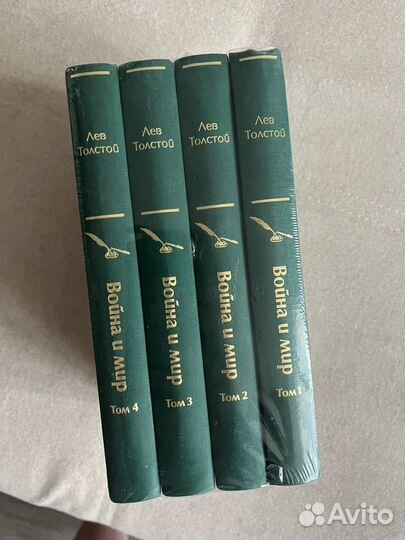 Лев
Толстой
Война и мир
Том 4
Лев
Толстой
Война и мир
Том 3
Лев
Толстой
Война и мир
Том 2
Лев
Толстой
Война и мир
Том 1
Avito